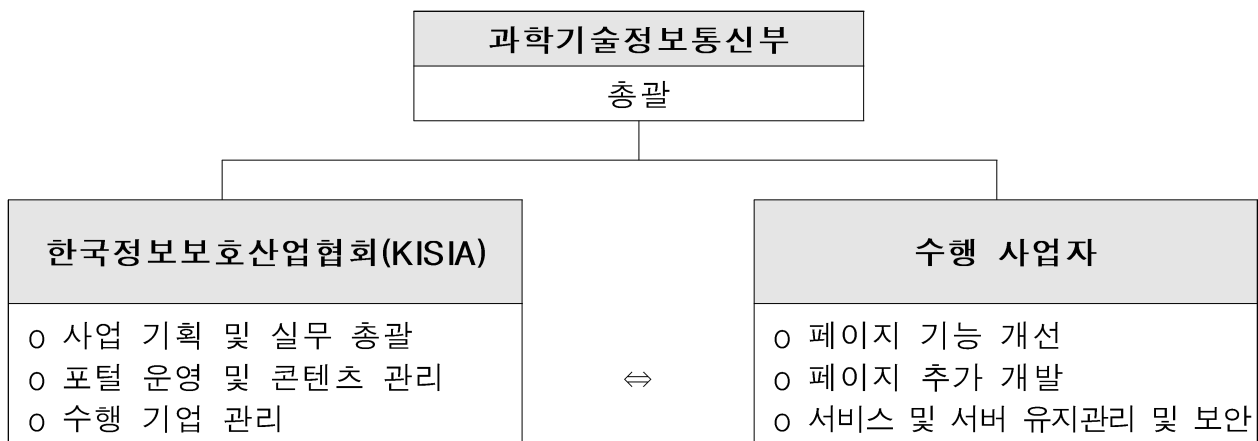 과학기술정보통신부
총괄
한국정보보호산업협회(KISIA)
o 사업 기획 및 실무 총괄
o 포털 운영 및 콘텐츠 관리
o 수행 기업 관리
⇔
수행 사업자
o 페이지 기능 개선
o 페이지 추가 개발
o 서비스 및 서버 유지관리 및 보안